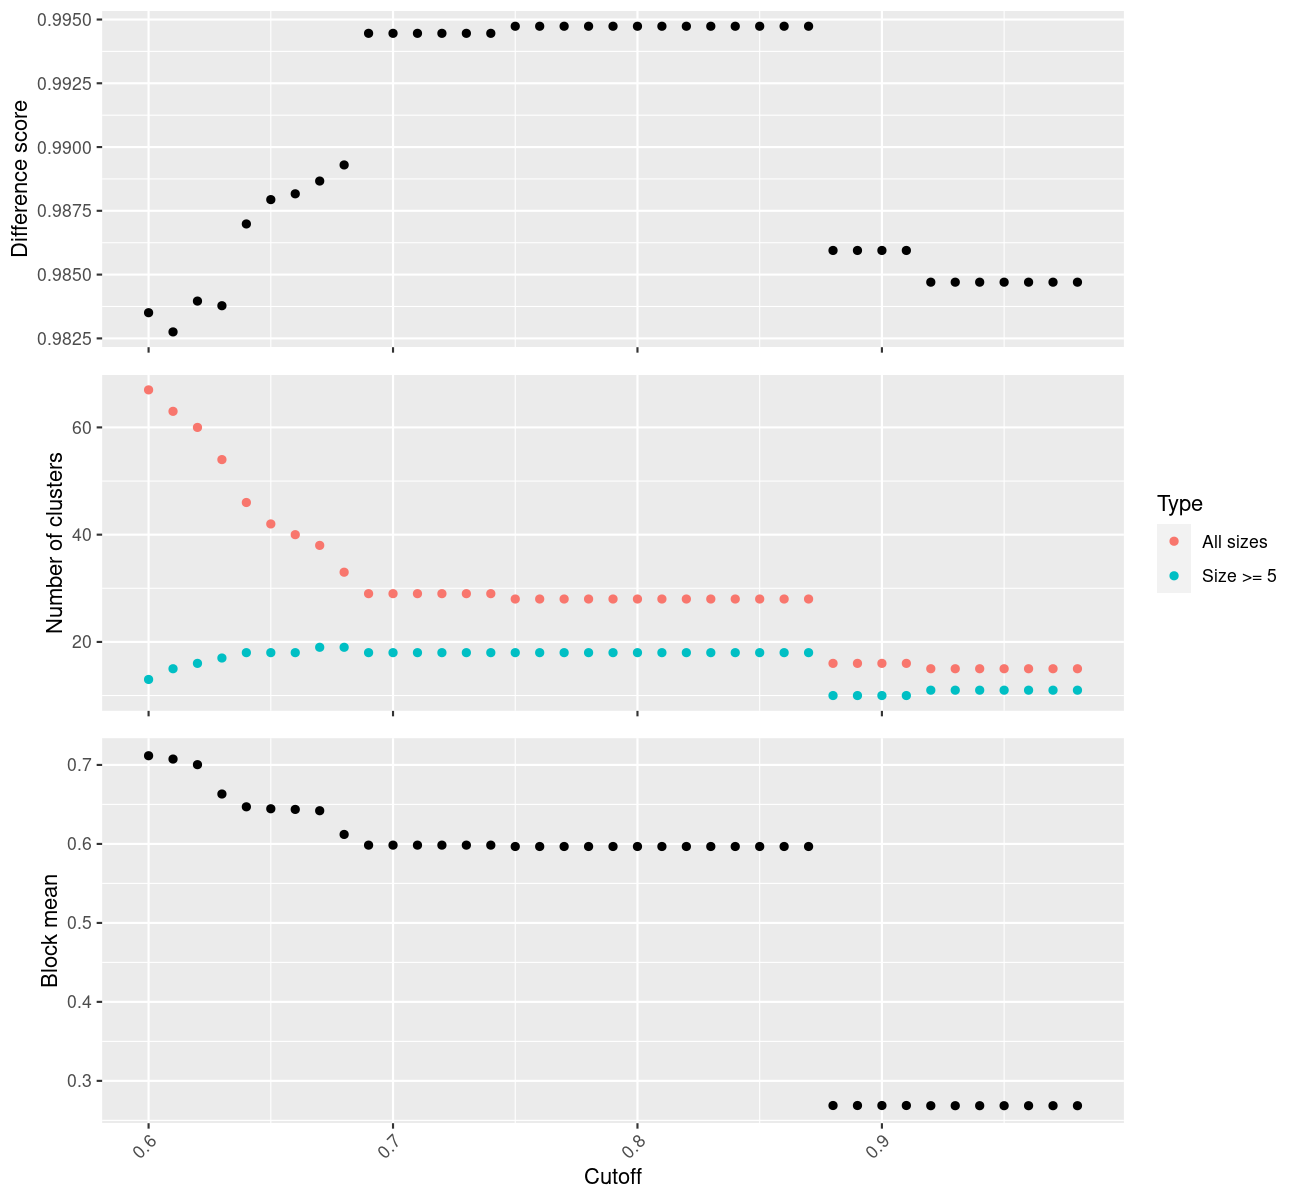 Difference score
0.9950
0.9925
0.9900
0.9875
0.9850
0.9825
Number of clusters
60
40
20
Type
All sizes
Size >= 5
Block mean
0.7
0.6
0.5
0.4
0.3
0.6
0.7
0.8
0.9
Cutoff